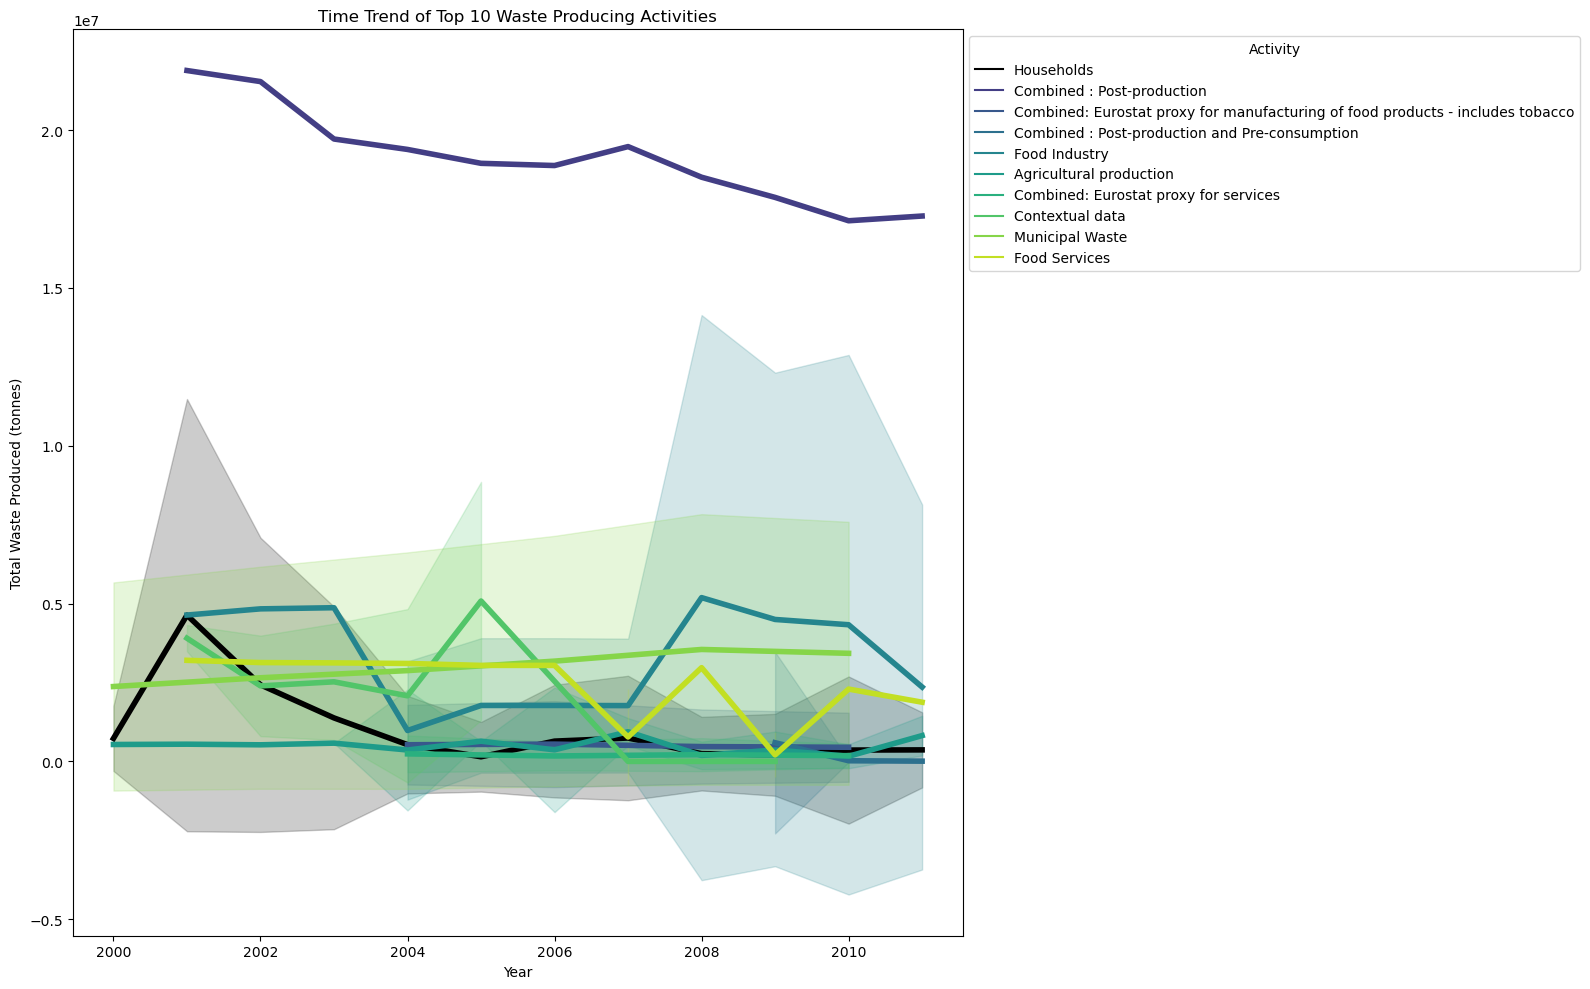 Time Trend of Top 10 Waste Producing Activities
1e7
2.0
1.5
1.0
0.5
0.0
−0.5
Total Waste Produced (tonnes)
2000 2002 2004 2006 2008 2010
Year
Activity
Households
Combined : Post-production
Combined: Eurostat proxy for manufacturing of food products - includes tobacco
Combined : Post-production and Pre-consumption
Food Industry
Agricultural production
Combined: Eurostat proxy for services
Contextual data
Municipal Waste
Food Services